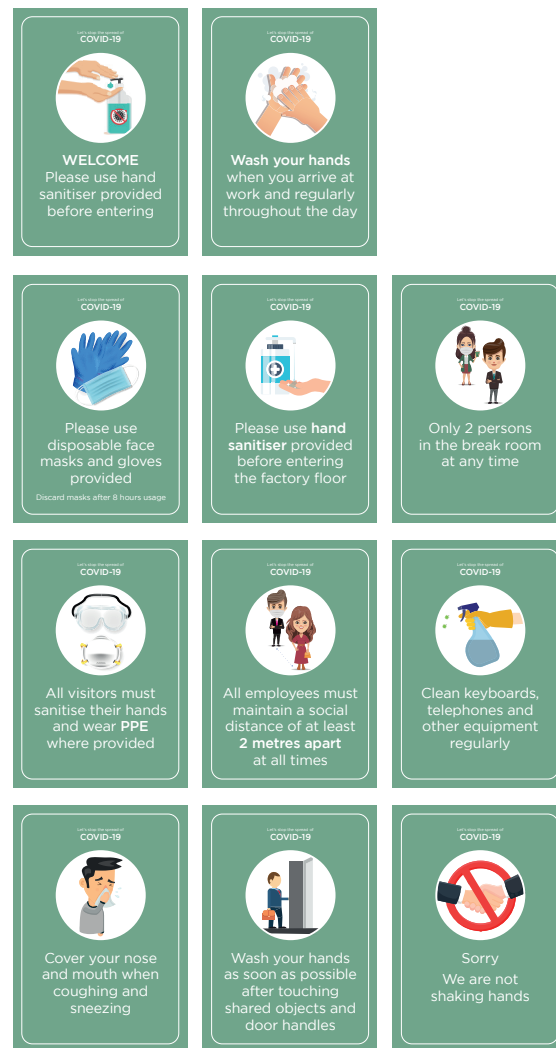 Let's stop the spread of
COVID-19
WELCOME
Please use hand
sanitiser provided
before entering
Let's stop the spread of
COVID-19
Wash your hands
when you arrive at
work and regularly
throughout the day
Let's stop the spread of
COVID-19
Please use
disposable face
masks and gloves
provided
Discard masks after 8 hours usage
Let's stop the spread of
COVID-19
Please use hand
sanitiser provided
before entering
the factory floor
Let's stop the spread of
COVID-19
Only 2 persons
in the break room
at any time
Let's stop the spread of
COVID-19
All visitors must
sanitise their hands
and wear PPE
where provided
Let's stop the spread of
COVID-19
All employees must
maintain a social
distance of at least
2 metres apart
at all times
Let's stop the spread of
COVID-19
Clean keyboards,
telephones and
other equipment
regularly
Let's stop the spread of
COVID-19
Cover your nose
and mouth when
coughing and
sneezing
Let's stop the spread of
COVID-19
Wash your hands
as soon as possible
after touching
shared objects and
door handles
Let's stop the spread of
COVID-19
Sorry
We are not
shaking hands